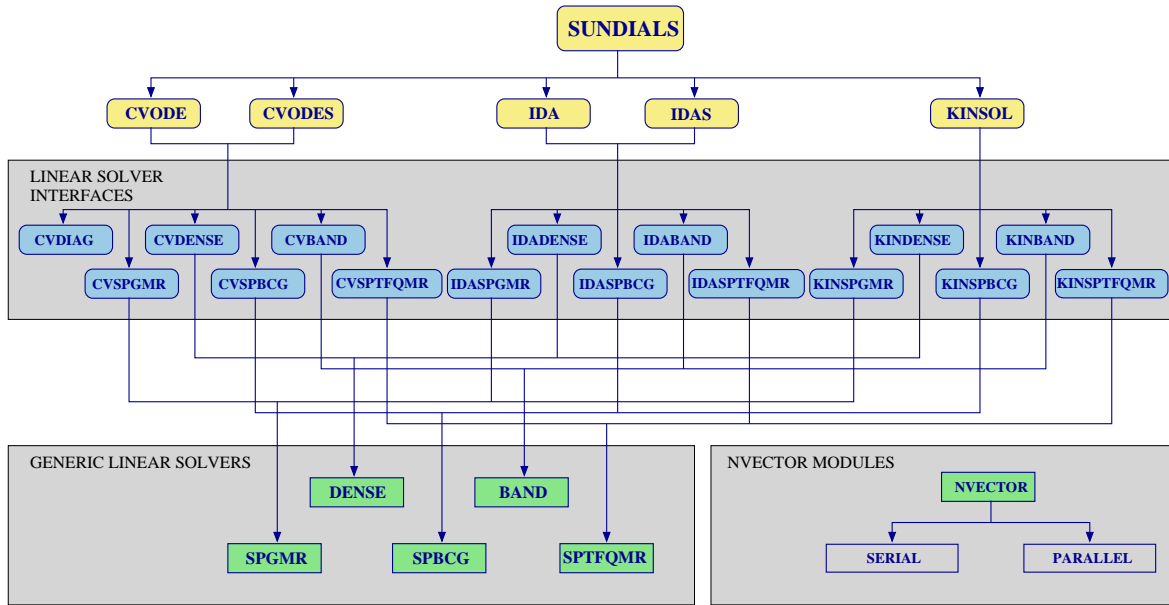 SUNDIALS
CVODE
CVODES
IDA
IDAS
KINSOL
LINEAR SOLVER
INTERFACES
CVDIAG
CVDENSE
CVBAND
IDADENSE
IDABAND
KINDENSE
KINBAND
CVSPGMR
CVSPBCG
CVSPTFQMR
IDASPGMR
IDASPBCG
IDASPTFQMR
KINSPGMR
KINSPBCG
KINSPTFQMR
GENERIC LINEAR SOLVERS
DENSE
BAND
SPGMR
SPBCG
SPTFQMR
NVECTOR MODULES
NVECTOR
SERIAL
PARALLEL